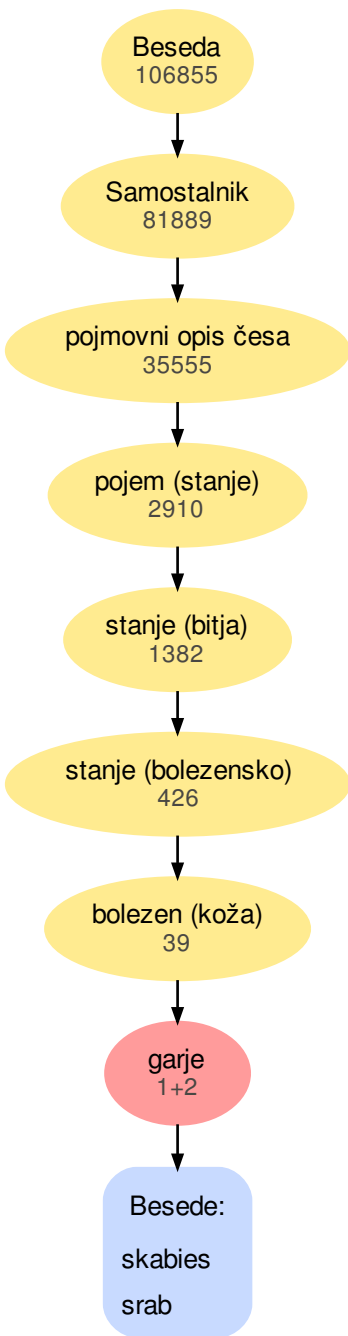 Beseda
106855
Samostalnik
81889
pojmovni opis česa
35555
pojem (stanje)
2910
stanje (bitja)
1382
stanje (bolezensko)
426
bolezen (koža)
39
garje
1+2
Besede:
skabies
srab